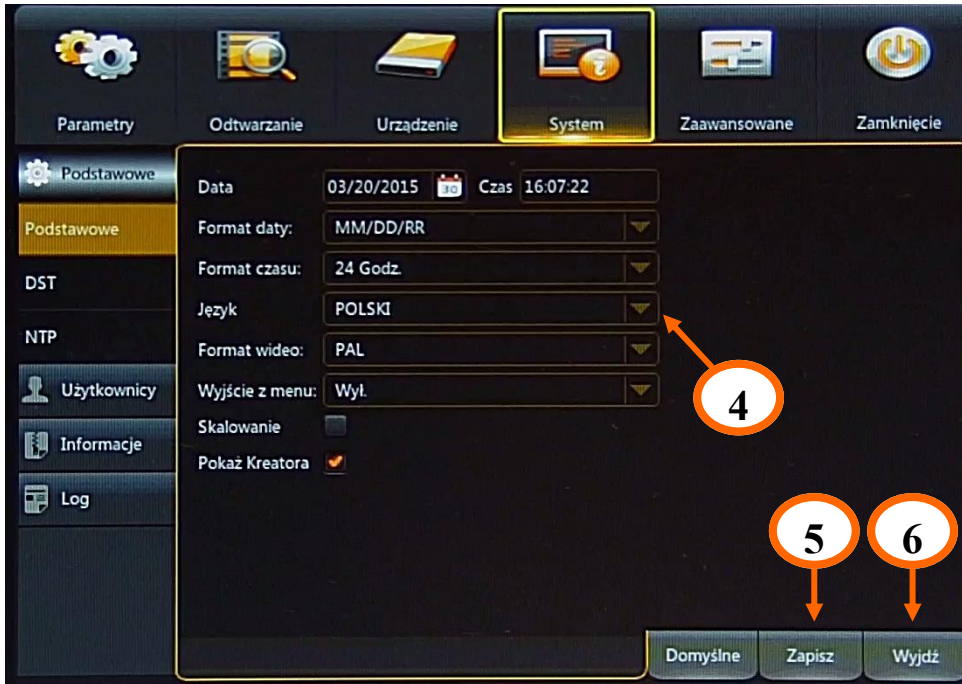 Parametry Odtwarzanie Urządzenie System Zaawansowane Zamknięcie
Podstawowe
Podstawowe
DST
NTP
Użytkownicy
Informacje
Log
Data 03/20/2015 30 Czas 16:07:22
Format daty: MM/DD/RR
Format czasu: 24 Godz.
Język POLSKI
Format wideo: PAL
Wyjście z menu: Wył.
Skalowanie
Pokaż Kreatora
4
5 6
Domyślne Zapisz Wyjdź